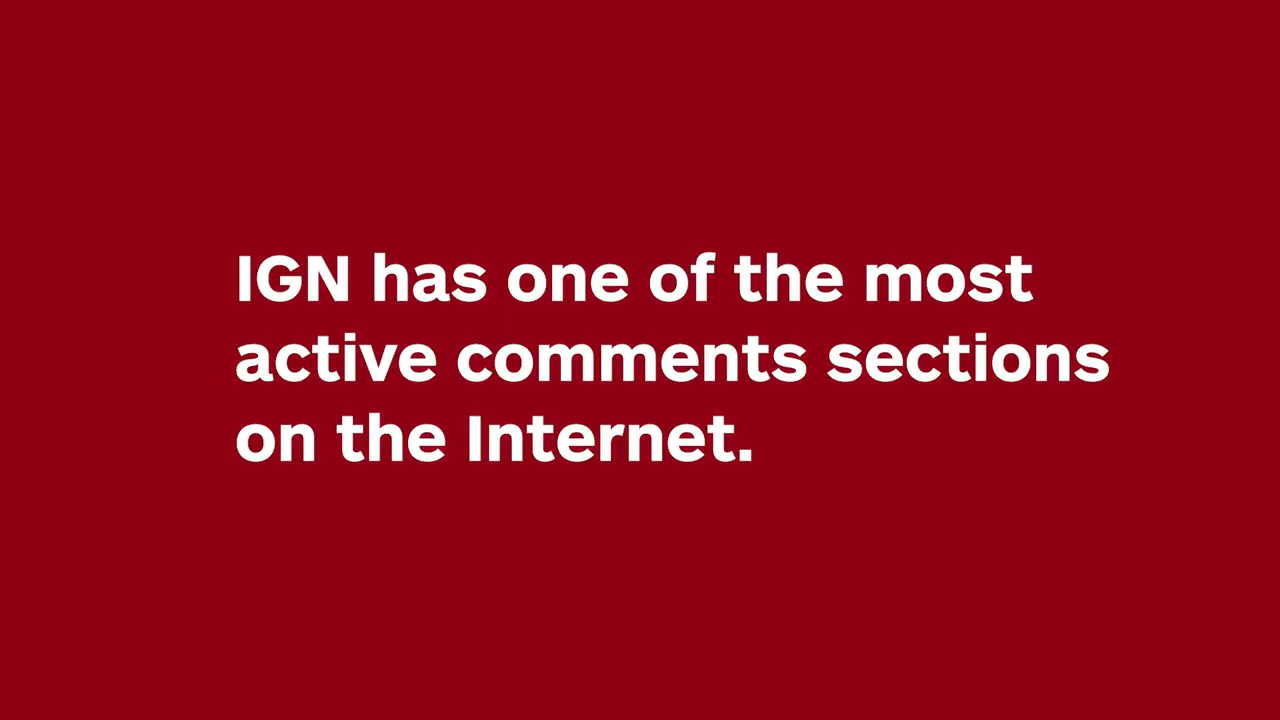 IGN has one of the most
active comments sections
on the Internet.